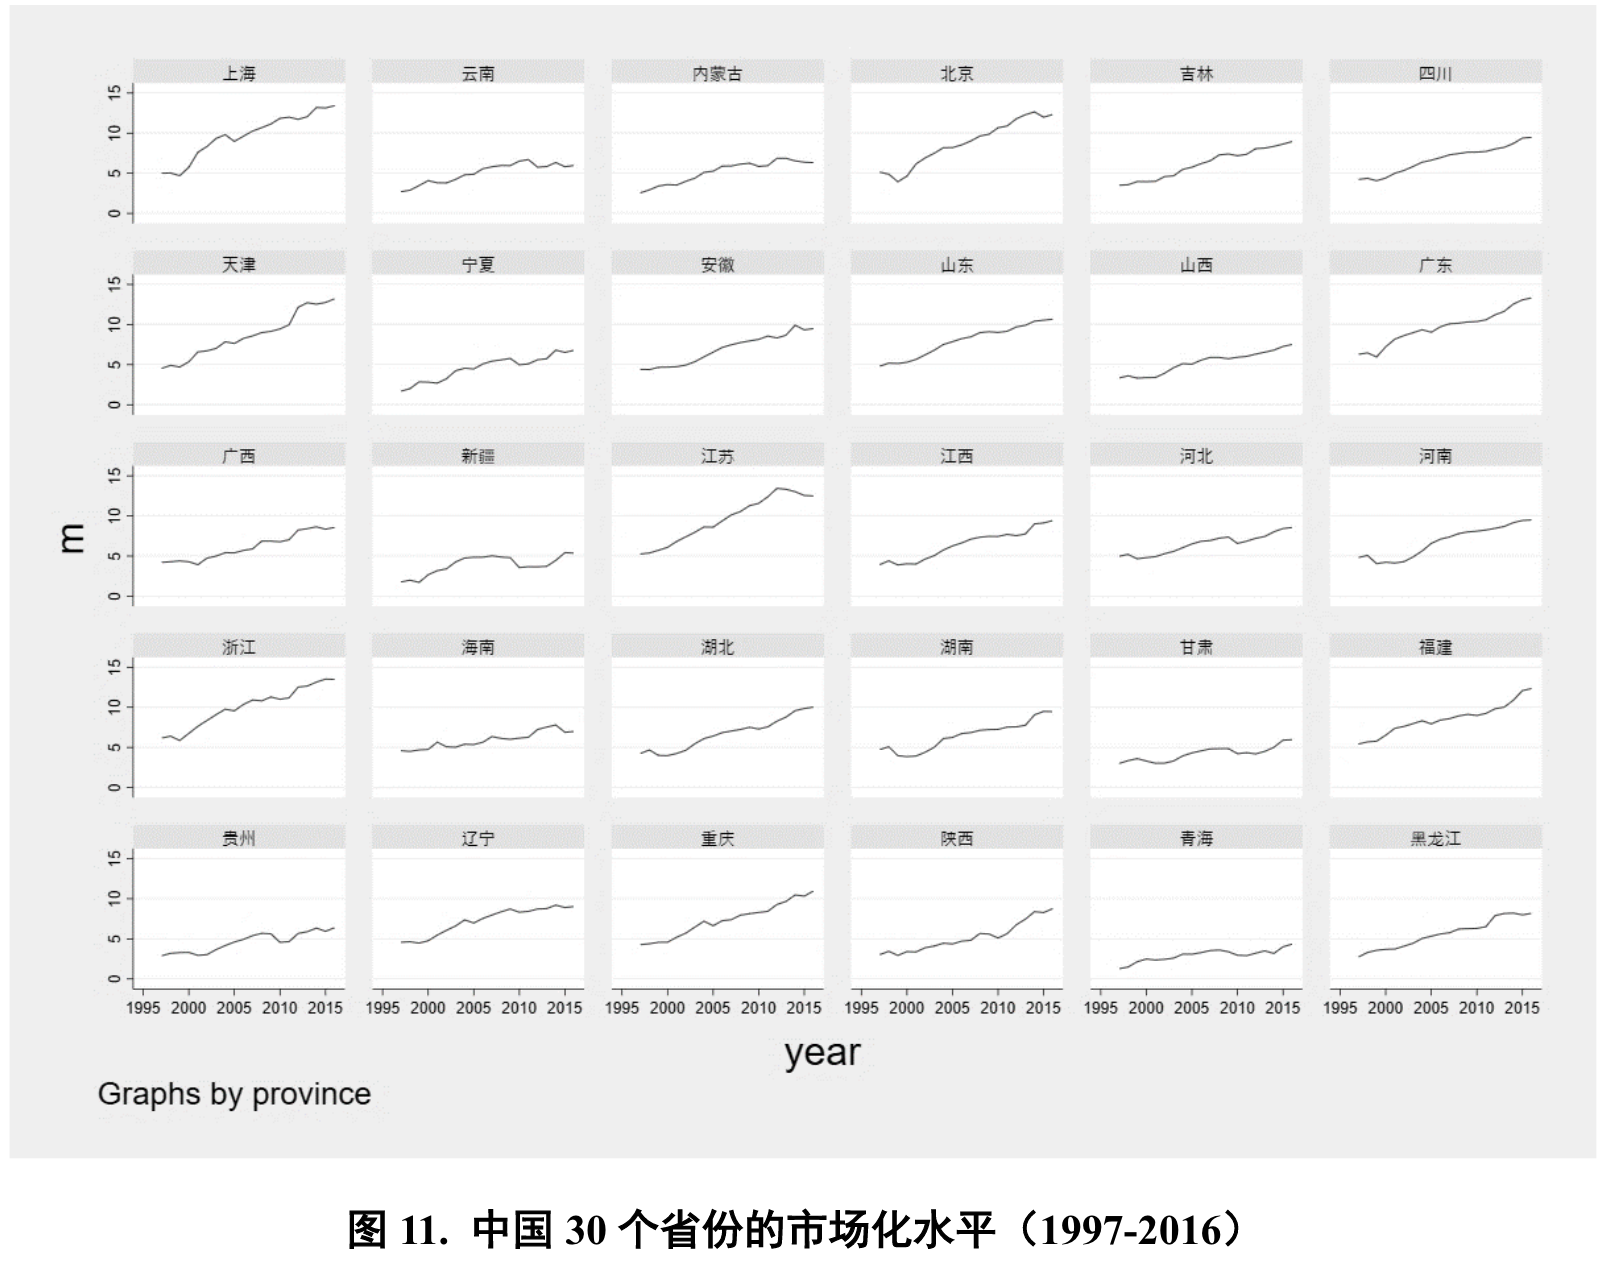 上海 云南 内蒙古 北京 吉林 四川
15
10
5
0
天津 宁夏 安徽 山东 山西 广东
15
10
5
0
广西 新疆 江苏 江西 河北 河南
15
10
5
0
m
浙江 海南 湖北 湖南 甘肃 福建
15
10
5
0
贵州 辽宁 重庆 陕西 青海 黑龙江
15
10
5
0
1995 2000 2005 2010 2015 1995 2000 2005 2010 2015 1995 2000 2005 2010 2015 1995 2000 2005 2010 2015 1995 2000 2005 2010 2015 1995 2000 2005 2010 2015
year
Graphs by province
图 11. 中国 30 个省份的市场化水平（1997-2016）